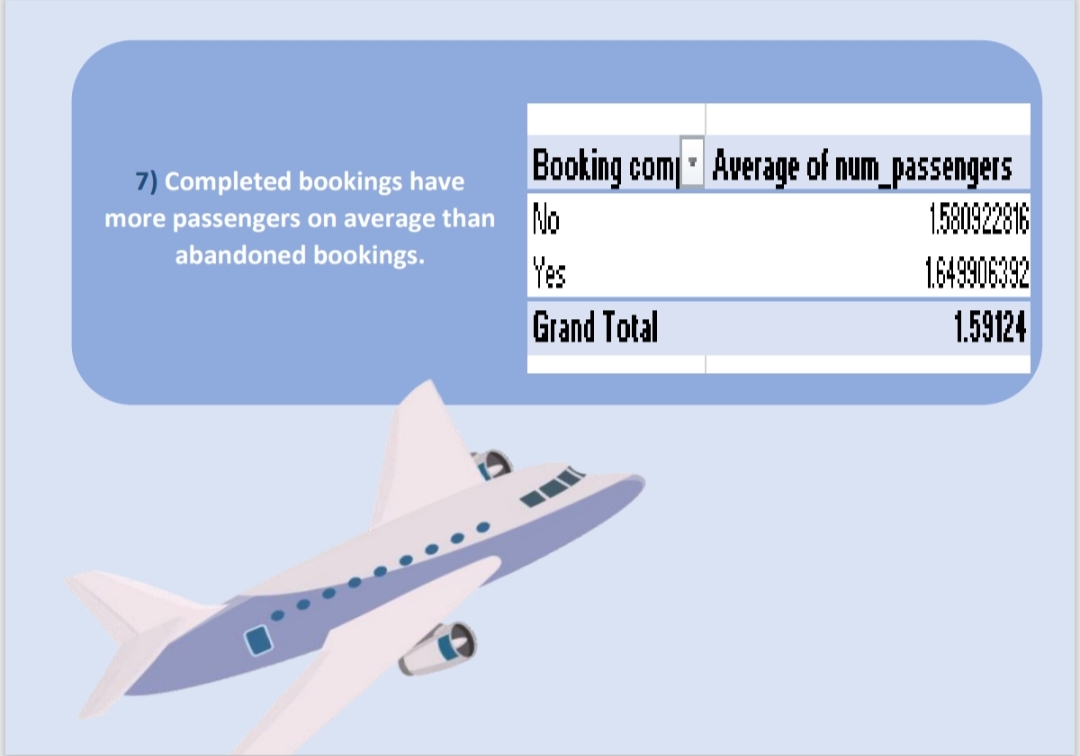 7) Completed bookings have
more passengers on average than
abandoned bookings.
Booking comp Average of num_passengers
No 1.580922816
Yes 1.649906392
Grand Total 1.59124